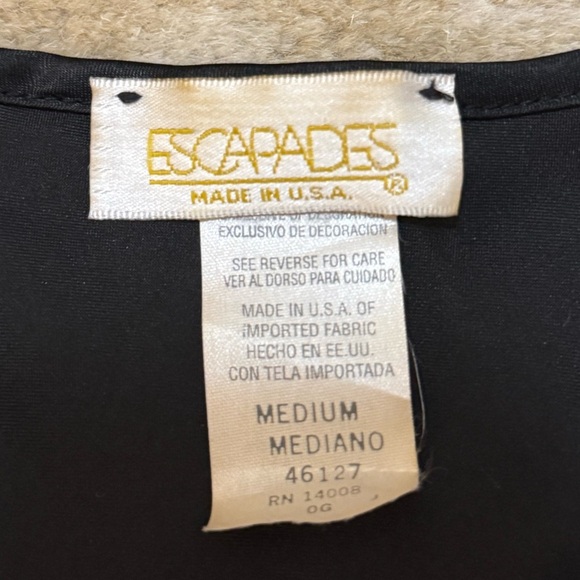 ESCAPADES
MADE IN U.S.A. ®
EXCLUSIVO DE DECORACION
SEE REVERSE FOR CARE
VER AL DORSO PARA CUIDADO
MADE IN U.S.A. OF
IMPORTED FABRIC
HECHO EN EE.UU.
CON TELA IMPORTADA
MEDIUM
MEDIANO
46127
RN 14008
OG